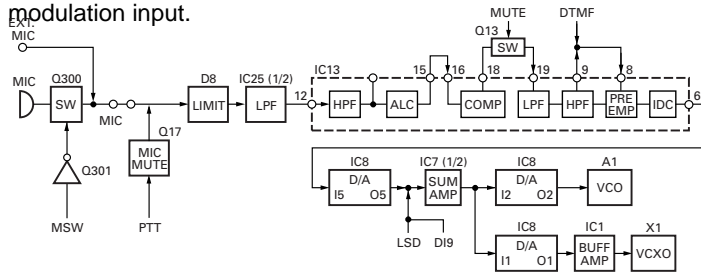 modulation input.
EXT.
MIC
MUTE
DTMF
Q13
SW
MIC
Q300
D8
IC25 (1/2)
IC13
15
16
18
19
9
8
SW
MIC
LIMIT
LPF
12
HPF
ALC
COMP
LPF
HPF
PRE
EMP
IDC
6
Q17
MIC
MUTE
Q301
MSW
PTT
IC8
D/A
I5
O5
IC7 (1/2)
SUM
AMP
IC8
D/A
I2
O2
A1
VCO
LSD
DI9
IC8
D/A
I1
O1
IC1
BUFF
AMP
X1
VCXO